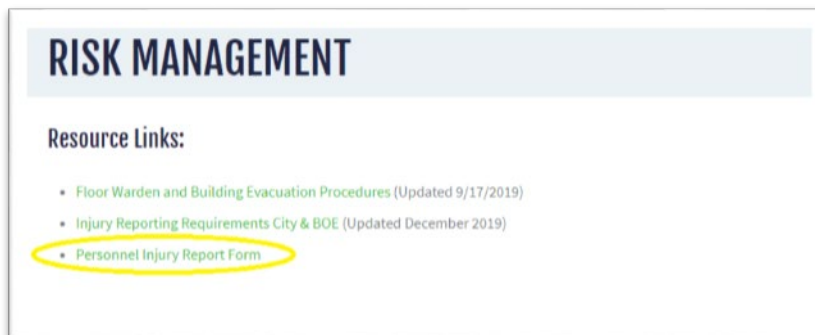 RISK MANAGEMENT
Resource Links:
• Floor Warden and Building Evacuation Procedures (Updated 9/17/2019)
• Injury Reporting Requirements City & BOE (Updated December 2019)
• Personnel Injury Report Form